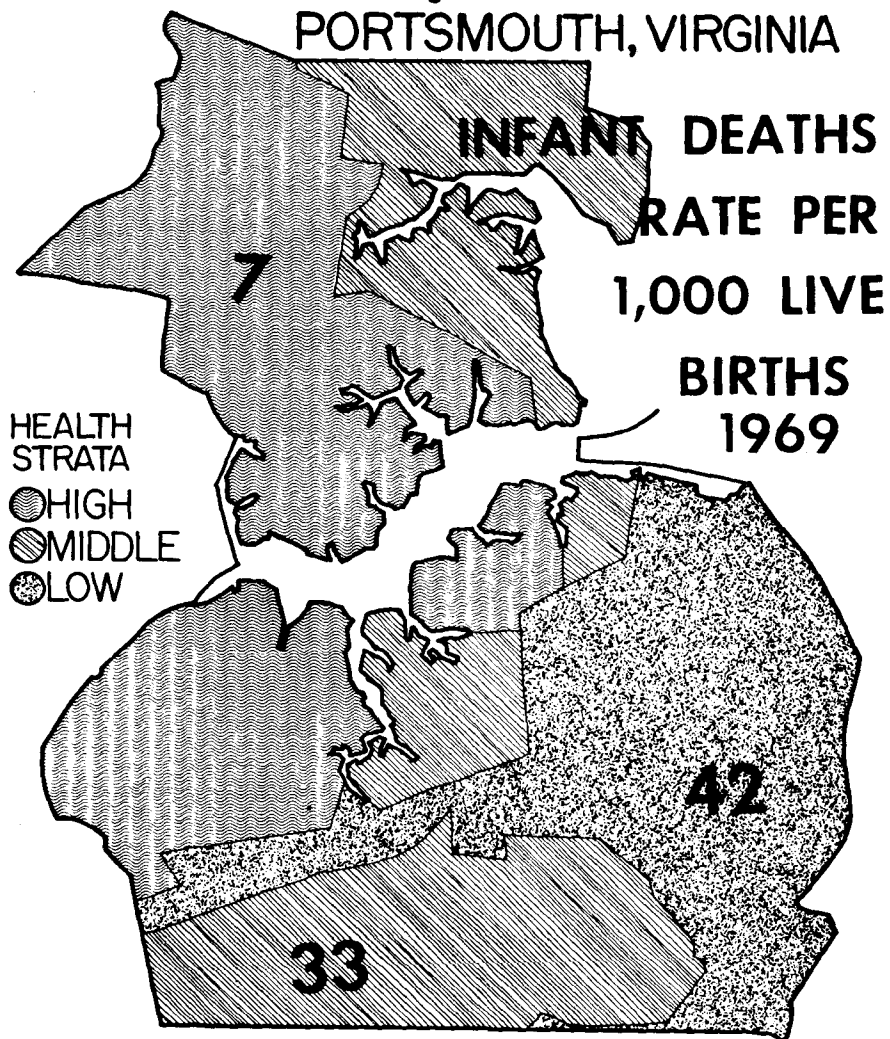 PORTSMOUTH, VIRGINIA
INFANT DEATHS
RATE PER
1,000 LIVE
BIRTHS
1969
7
HEALTH
STRATA
HIGH
MIDDLE
LOW
42
33